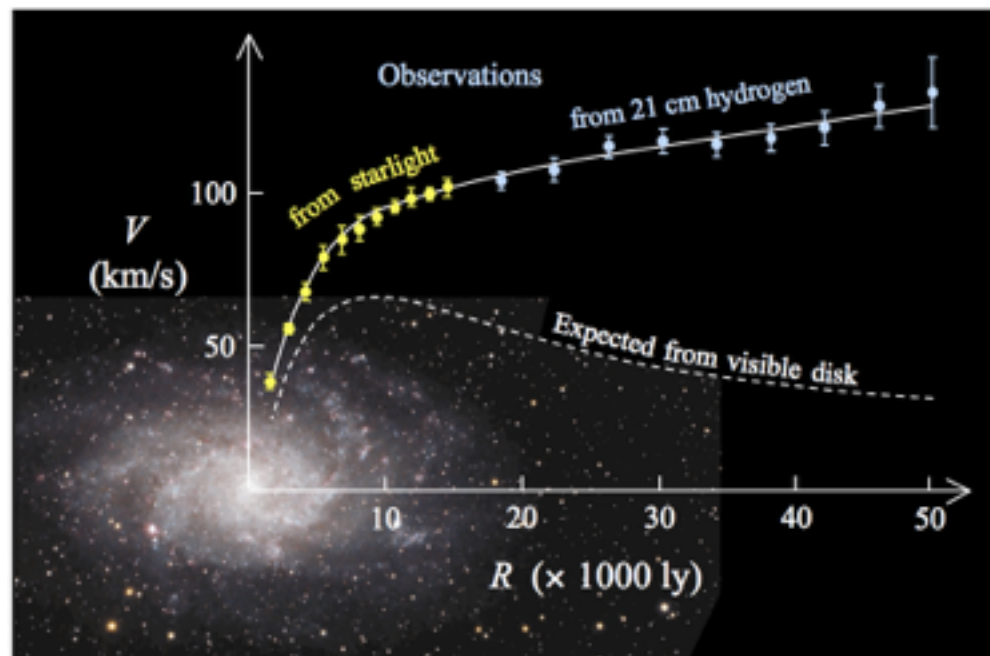 Observations
from 21 cm hydrogen
from starlight
100
V
(km/s)
50
Expected from visible disk
10 20 30 40 50
R (× 1000 ly)